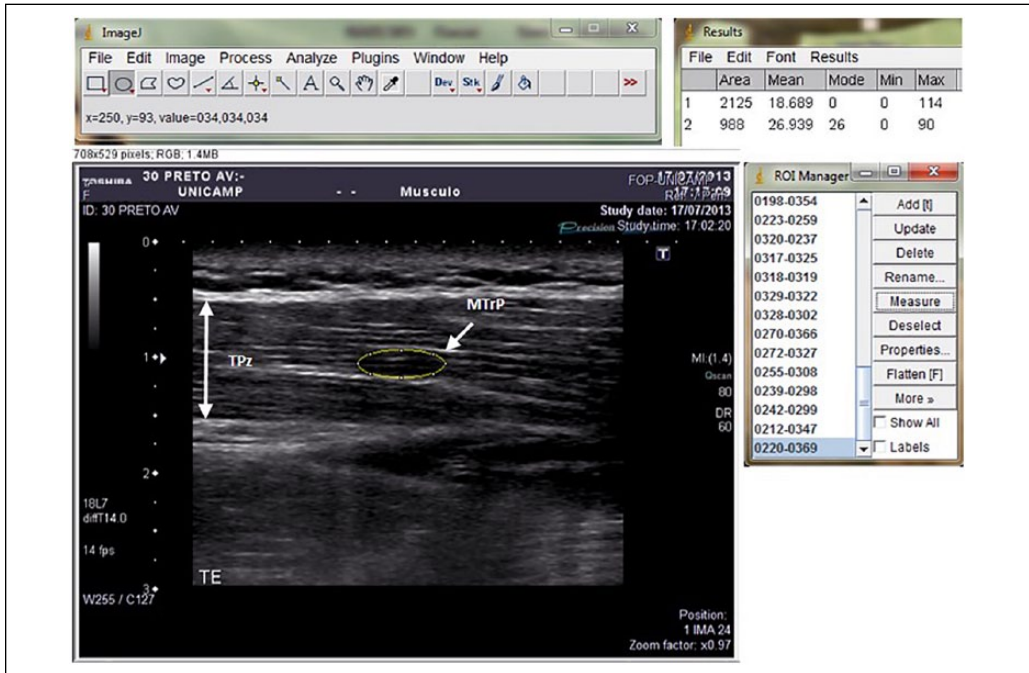 ImageJ
File Edit Image Process Analyze Plugins Window Help
A Dev Stk >>
x=250, y=93, value=034,034,034
Results
File Edit Font Results
Area Mean Mode Min Max
1 2125 18.689 0 0 114
2 988 26.939 26 0 90
708x529 pixels; RGB; 1.4MB
TOSHIBA 30 PRETO AV:-
F UNICAMP - - Musculo
17/07/2013
17:17:09
ID: 30 PRETO AV
Study date: 17/07/2013
Precision Study time: 17:02:20
T
0
MTrP
TPz
1
MI:(1.4)
Qscan
80
DR
60
2
18L7
diffT14.0
14 fps
TE
3
W255 / C127
Position:
1 IMA 24
Zoom factor: x0.97
ROI Manager
0198-0354
0223-0259
0320-0237
0317-0325
0318-0319
0329-0322
0328-0302
0270-0366
0272-0327
0255-0308
0239-0298
0242-0299
0212-0347
0220-0369
Add [t]
Update
Delete
Rename...
Measure
Deselect
Properties...
Flatten [F]
More »
Show All
Labels